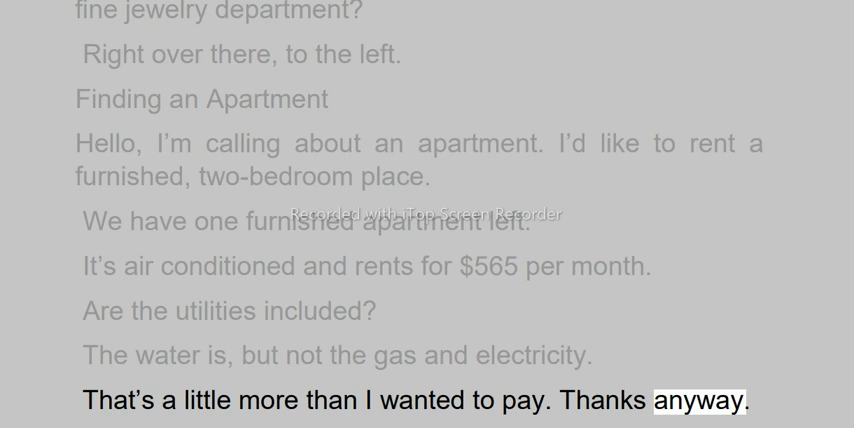 fine jewelry department?
Right over there, to the left.
Finding an Apartment
Hello, I’m calling about an apartment. I’d like to rent a
furnished, two-bedroom place.
Recorded with iTop Screen Recorder
We have one furnished apartment left.
It’s air conditioned and rents for $565 per month.
Are the utilities included?
The water is, but not the gas and electricity.
That’s a little more than I wanted to pay. Thanks anyway.